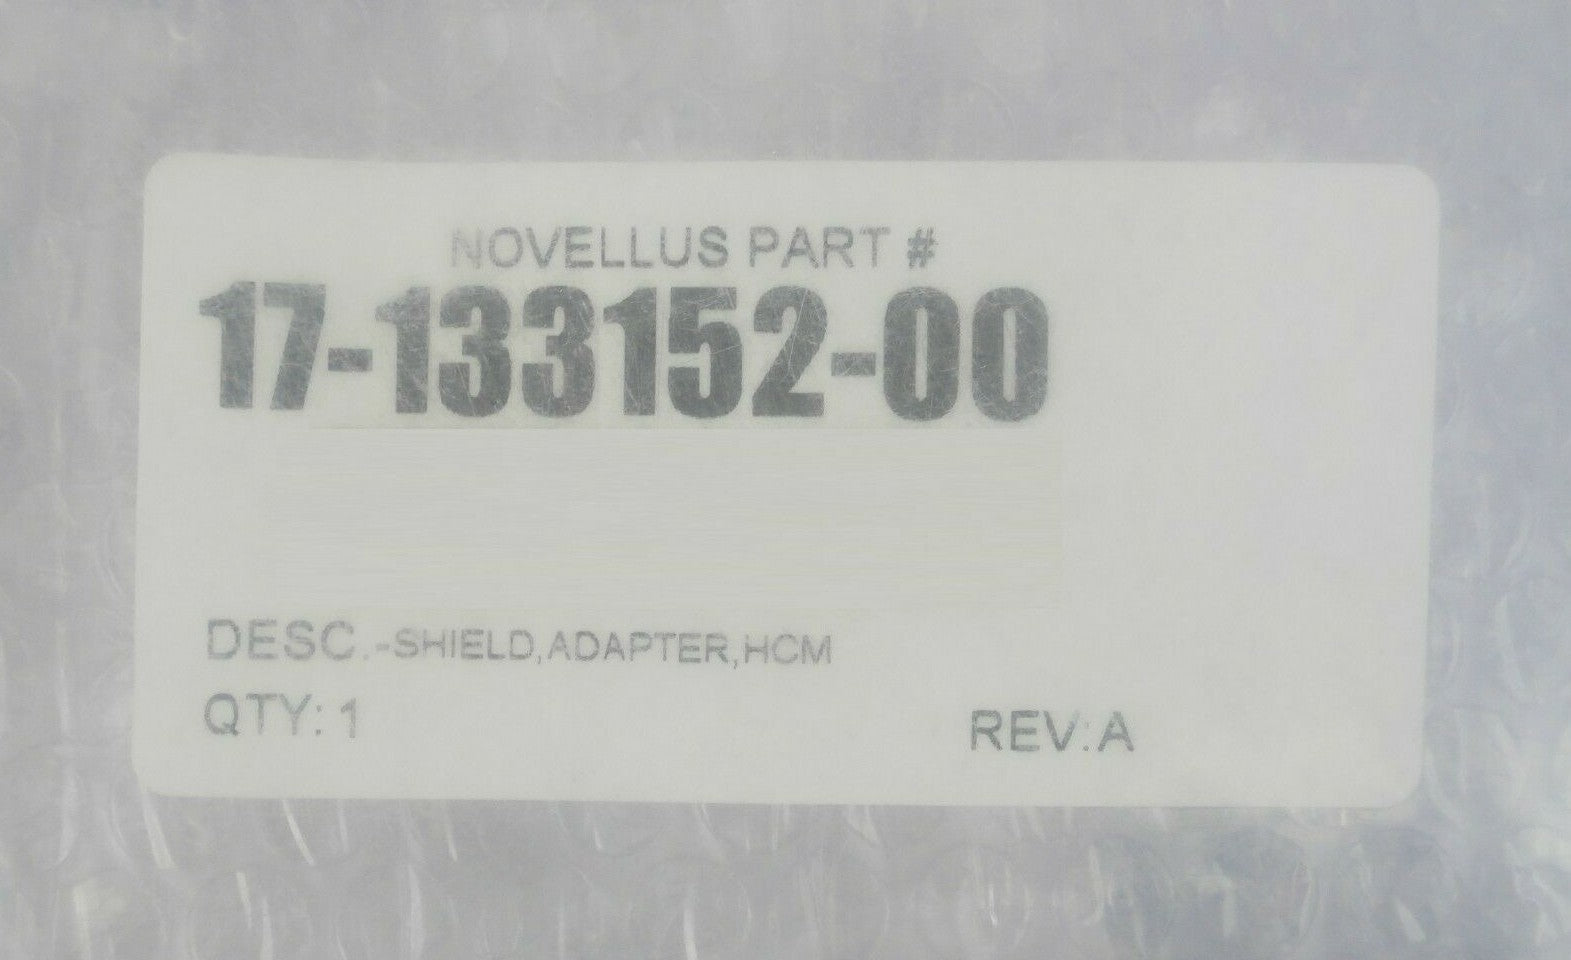 NOVELLUS PART #
17-133152-00
DESC.-SHIELD,ADAPTER,HCM
QTY: 1
REV:A